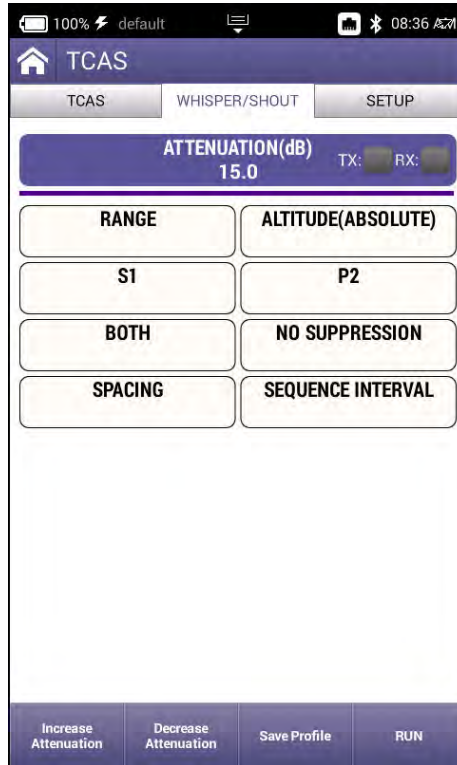 100% default 08:36
TCAS
TCAS WHISPER/SHOUT SETUP
ATTENUATION(dB)
15.0
TX: RX:
RANGE ALTITUDE(ABSOLUTE)
S1 P2
BOTH NO SUPPRESSION
SPACING SEQUENCE INTERVAL
Increase Attenuation
Decrease Attenuation
Save Profile
RUN